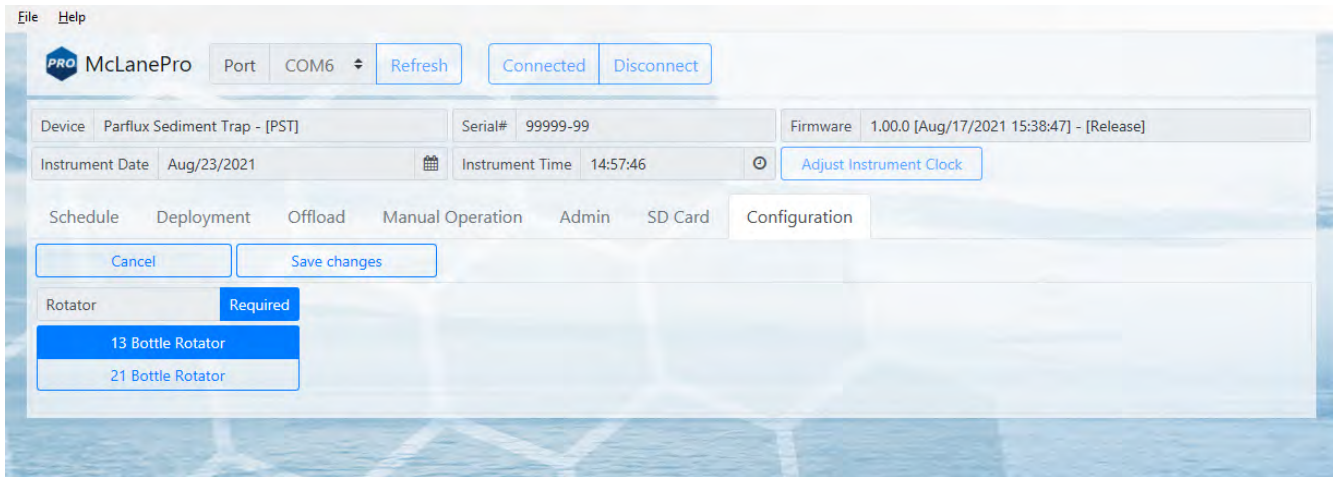 File Help
PRO McLanePro Port COM6 Refresh Connected Disconnect
Device Parflux Sediment Trap - [PST] Serial# 99999-99 Firmware 1.00.0 [Aug/17/2021 15:38:47] - [Release]
Instrument Date Aug/23/2021 Instrument Time 14:57:46 Adjust Instrument Clock
Schedule Deployment Offload Manual Operation Admin SD Card Configuration
Cancel Save changes
Rotator Required
13 Bottle Rotator
21 Bottle Rotator